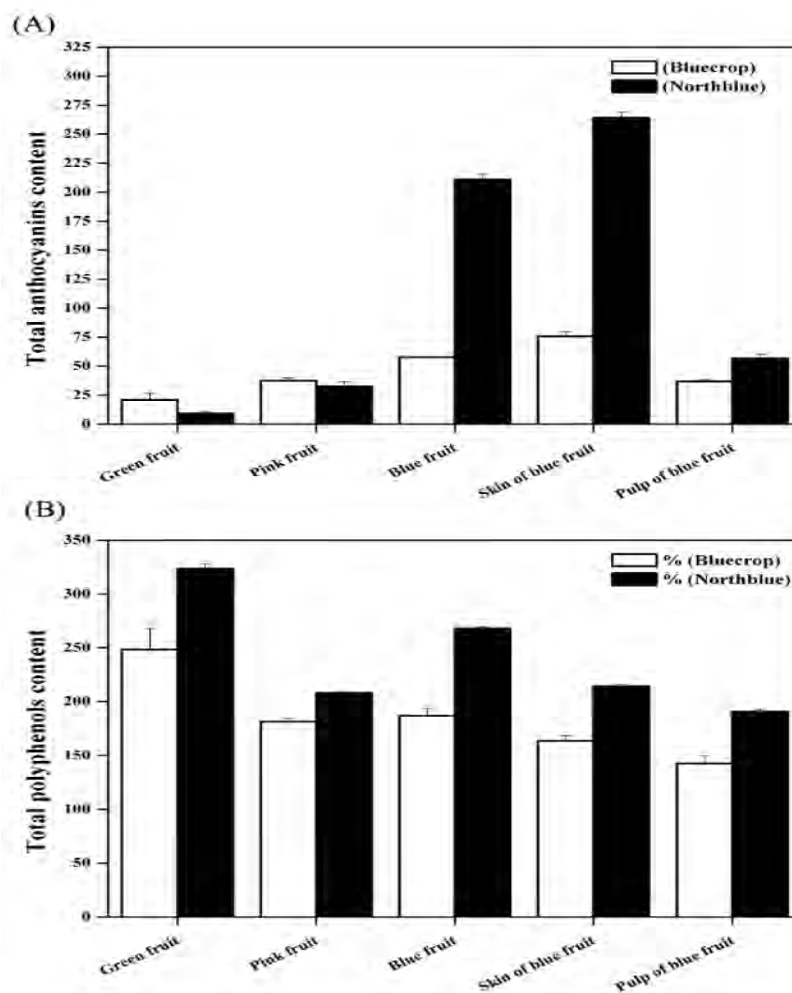 (A)
Total anthocyanins content
325
300
275
250
225
200
175
150
125
100
75
50
25
0
(Bluecrop)
(Northblue)
Green fruit
Pink fruit
Blue fruit
Skin of blue fruit
Pulp of blue fruit
(B)
Total polyphenols content
350
300
250
200
150
100
50
0
% (Bluecrop)
% (Northblue)
Green fruit
Pink fruit
Blue fruit
Skin of blue fruit
Pulp of blue fruit